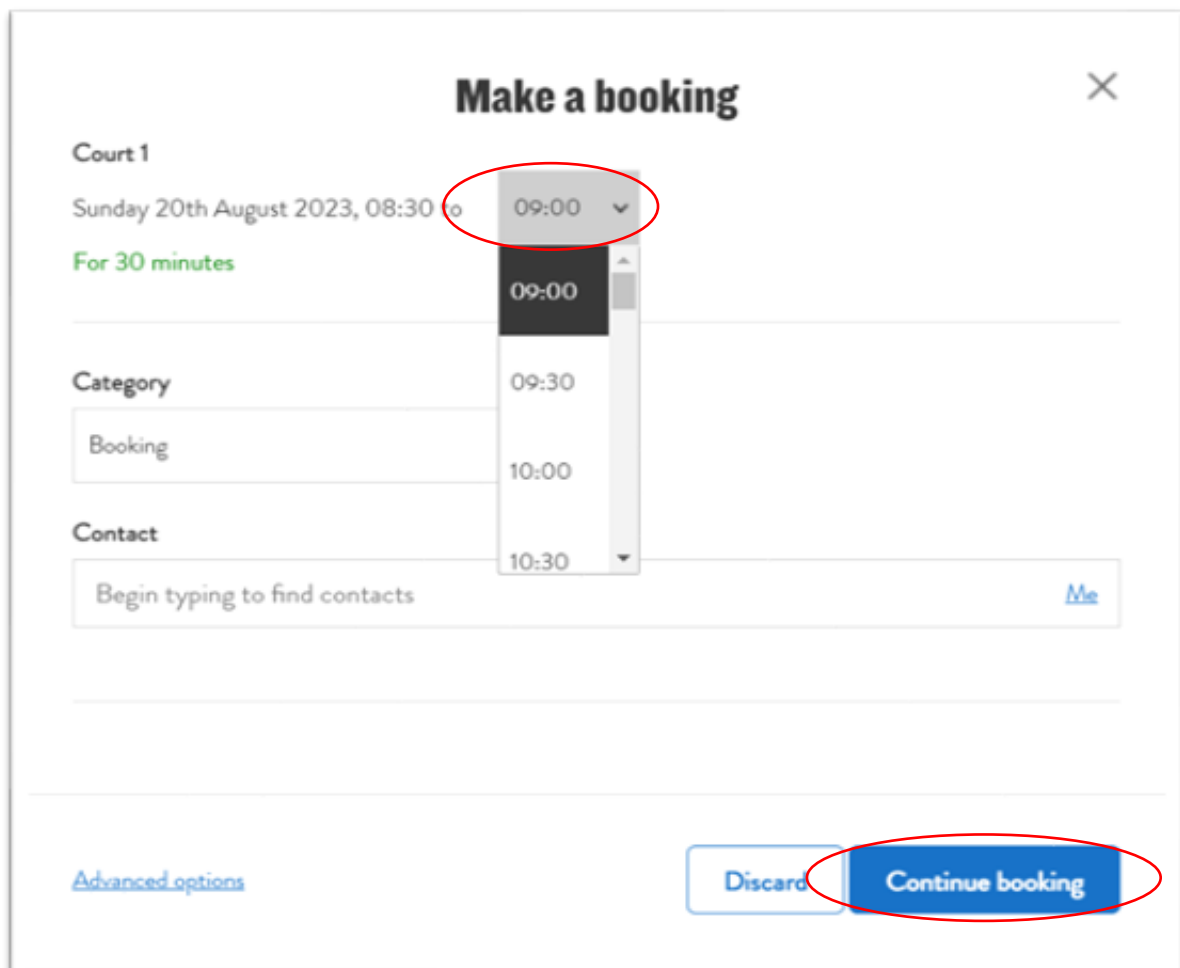 Make a booking
Court 1
Sunday 20th August 2023, 08:30 to 09:00
For 30 minutes
09:00
09:30
10:00
10:30
Category
Booking
Contact
Begin typing to find contacts Me
Advanced options Discard Continue booking